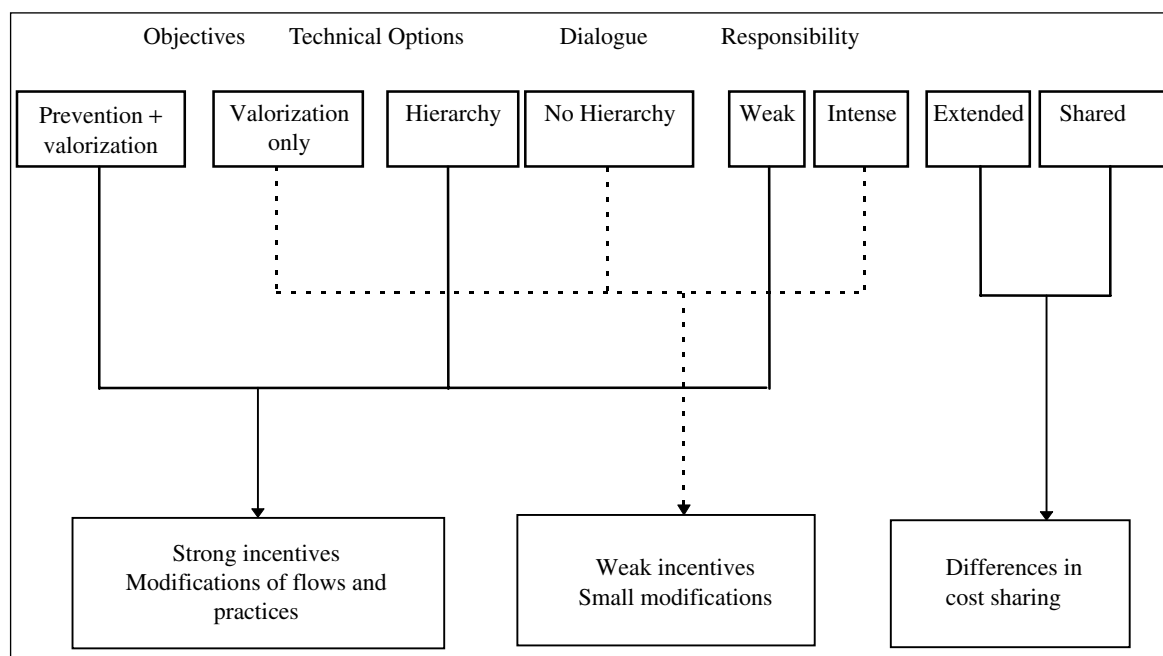 Objectives Technical Options Dialogue Responsibility
Prevention +
valorization
Valorization
only
Hierarchy
No Hierarchy
Weak
Intense
Extended
Shared
Strong incentives
Modifications of flows and
practices
Weak incentives
Small modifications
Differences in
cost sharing